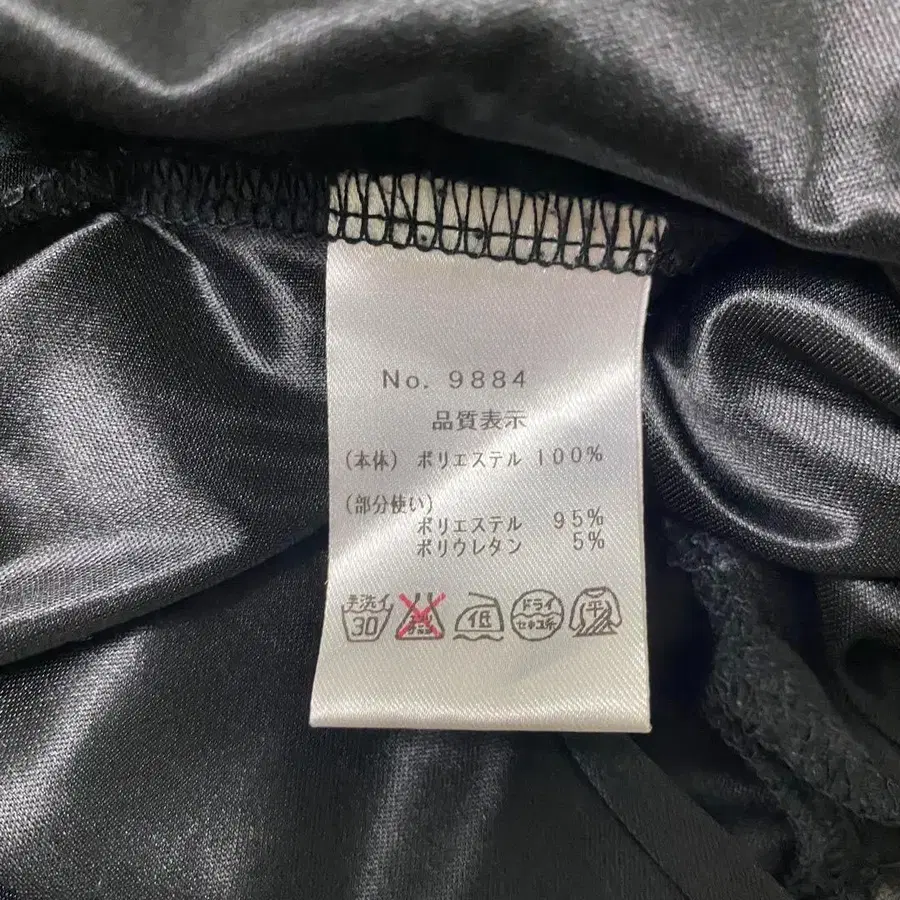 No. 9884
品質表示
(本体) ポリエステル 100%
(部分使い)
ポリエステル 95%
ポリウレタン 5%
手洗イ 30 低 ドライ セキユ系 平